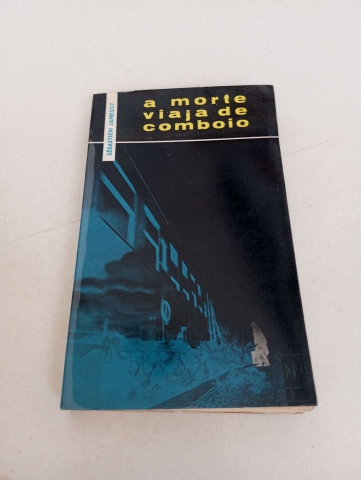 a morte
viaja de
comboio
SÉBASTIEN JAPRISOT